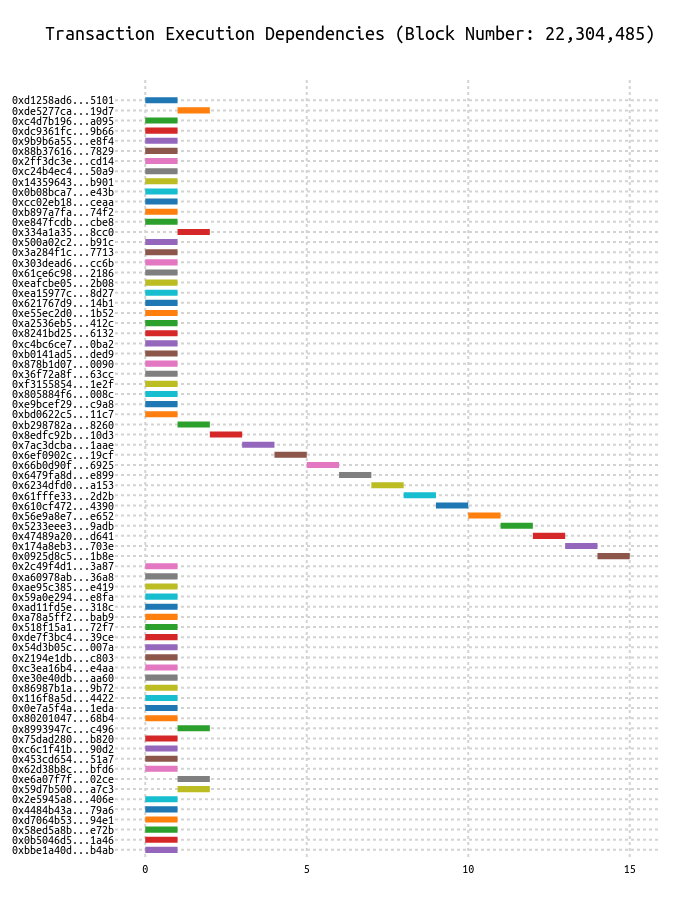 Transaction Execution Dependencies (Block Number: 22,304,485)
0xd1258ad6...5101
0xde5277ca...19d7
0xc4d7b196...a095
0xdc9361fc...9b66
0x9b9b6a55...e8f4
0x88b37616...7829
0x2ff3dc3e...cd14
0xc24b4ec4...50a9
0x14359643...b901
0x0b08bca7...e43b
0xcc02eb18...ceaa
0xb897a7fa...74f2
0xe847fcdb...cbe8
0x334a1a35...8cc0
0x500a02c2...b91c
0x3a284f1c...7713
0x303dead6...cc6b
0x61ce6c98...2186
0xeafcbe05...2b08
0xea15977c...8d27
0x621767d9...14b1
0xe55ec2d0...1b52
0xa2536eb5...412c
0x8241bd25...6132
0xc4bc6ce7...0ba2
0xb0141ad5...ded9
0x878b1d07...0090
0x36f72a8f...63cc
0xf3155854...1e2f
0x805884f6...008c
0xe9bcef29...c9a8
0xbd0622c5...11c7
0xb298782a...8260
0x8edfc92b...10d3
0x7ac3dcba...1aae
0x6ef0902c...19cf
0x66b0d90f...6925
0x6479fa8d...e899
0x6234dfd0...a153
0x61fffe33...2d2b
0x610cf472...4390
0x56e9a8e7...e652
0x5233eee3...9adb
0x47489a20...d641
0x174a8eb3...703e
0x0925d8c5...1b8e
0x2c49f4d1...3a87
0xa60978ab...36a8
0xae95c385...e419
0x59a0e294...e8fa
0xad11fd5e...318c
0xa78a5ff2...bab9
0x518f15a1...72f7
0xde7f3bc4...39ce
0x54d3b05c...007a
0x2194e1db...c803
0xc3ea16b4...e4aa
0xe30e40db...aa60
0x86987b1a...9b72
0x116f8a5d...4422
0x0e7a5f4a...1eda
0x80201047...68b4
0x8993947c...c496
0x75dad280...b820
0xc6c1f41b...90d2
0x453cd654...51a7
0x62d38b8c...bfd6
0xe6a07f7f...02ce
0x59d7b500...a7c3
0x2e5945a8...406e
0x4484b43a...79a6
0xd7064b53...94e1
0x58ed5a8b...e72b
0x0b5046d5...1a46
0xbbe1a40d...b4ab
0 5 10 15